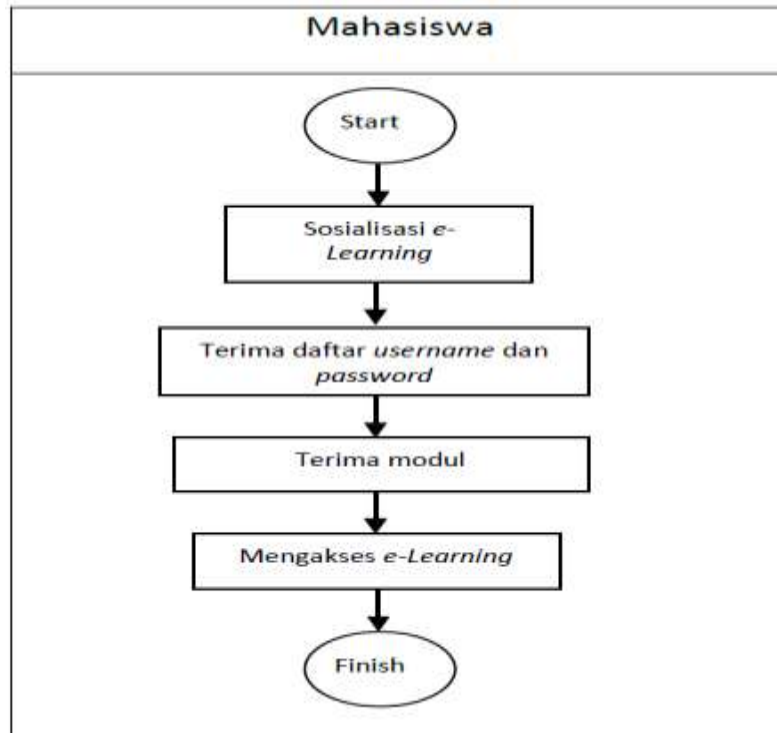 Mahasiswa
Start
Sosialisasi e-
Learning
Terima daftar username dan
password
Terima modul
Mengakses e-Learning
Finish